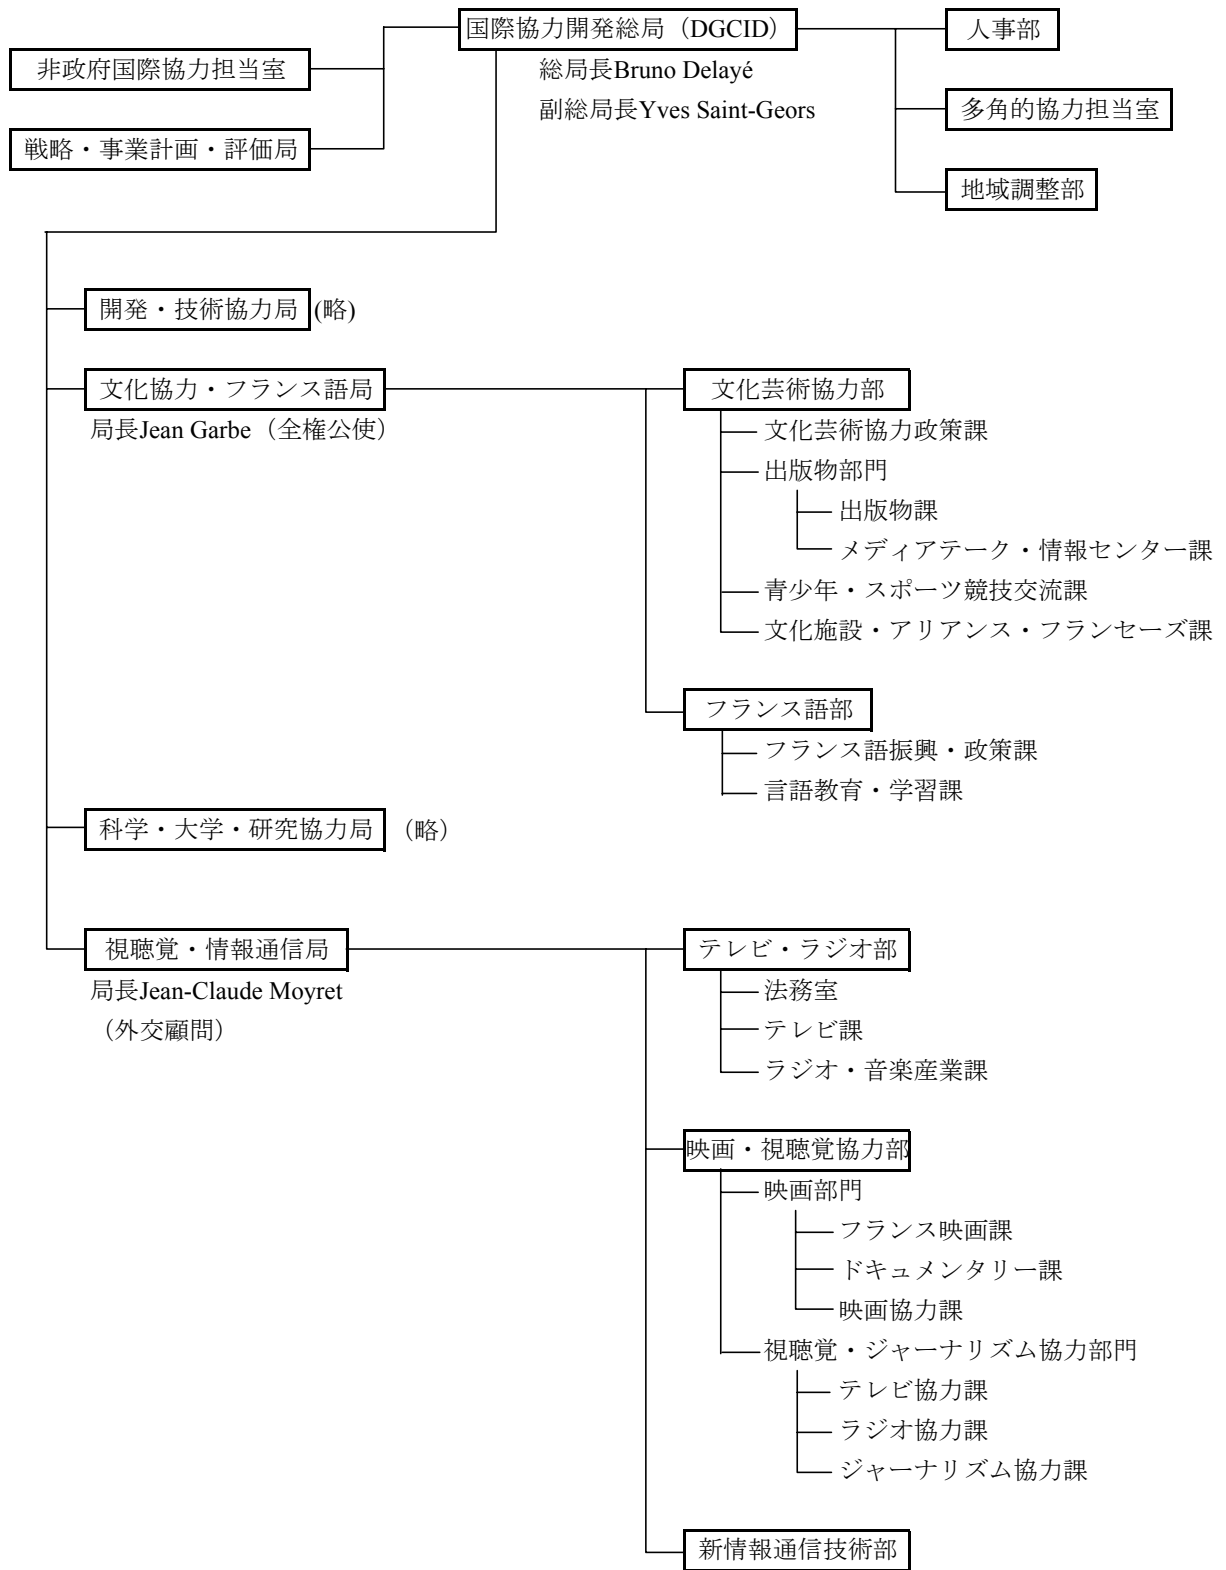 国際協力開発総局（DGCID）
総局長Bruno Delayé
副総局長Yves Saint-Geors
人事部
多角的協力担当室
地域調整部
非政府国際協力担当室
戦略・事業計画・評価局
開発・技術協力局 (略)
文化協力・フランス語局
局長Jean Garbe（全権公使）
文化芸術協力部
文化芸術協力政策課
出版物部門
出版物課
メディアテーク・情報センター課
青少年・スポーツ競技交流課
文化施設・アリアンス・フランセーズ課
フランス語部
フランス語振興・政策課
言語教育・学習課
科学・大学・研究協力局 （略）
視聴覚・情報通信局
局長Jean-Claude Moyret
（外交顧問）
テレビ・ラジオ部
法務室
テレビ課
ラジオ・音楽産業課
映画・視聴覚協力部
映画部門
フランス映画課
ドキュメンタリー課
映画協力課
視聴覚・ジャーナリズム協力部門
テレビ協力課
ラジオ協力課
ジャーナリズム協力課
新情報通信技術部